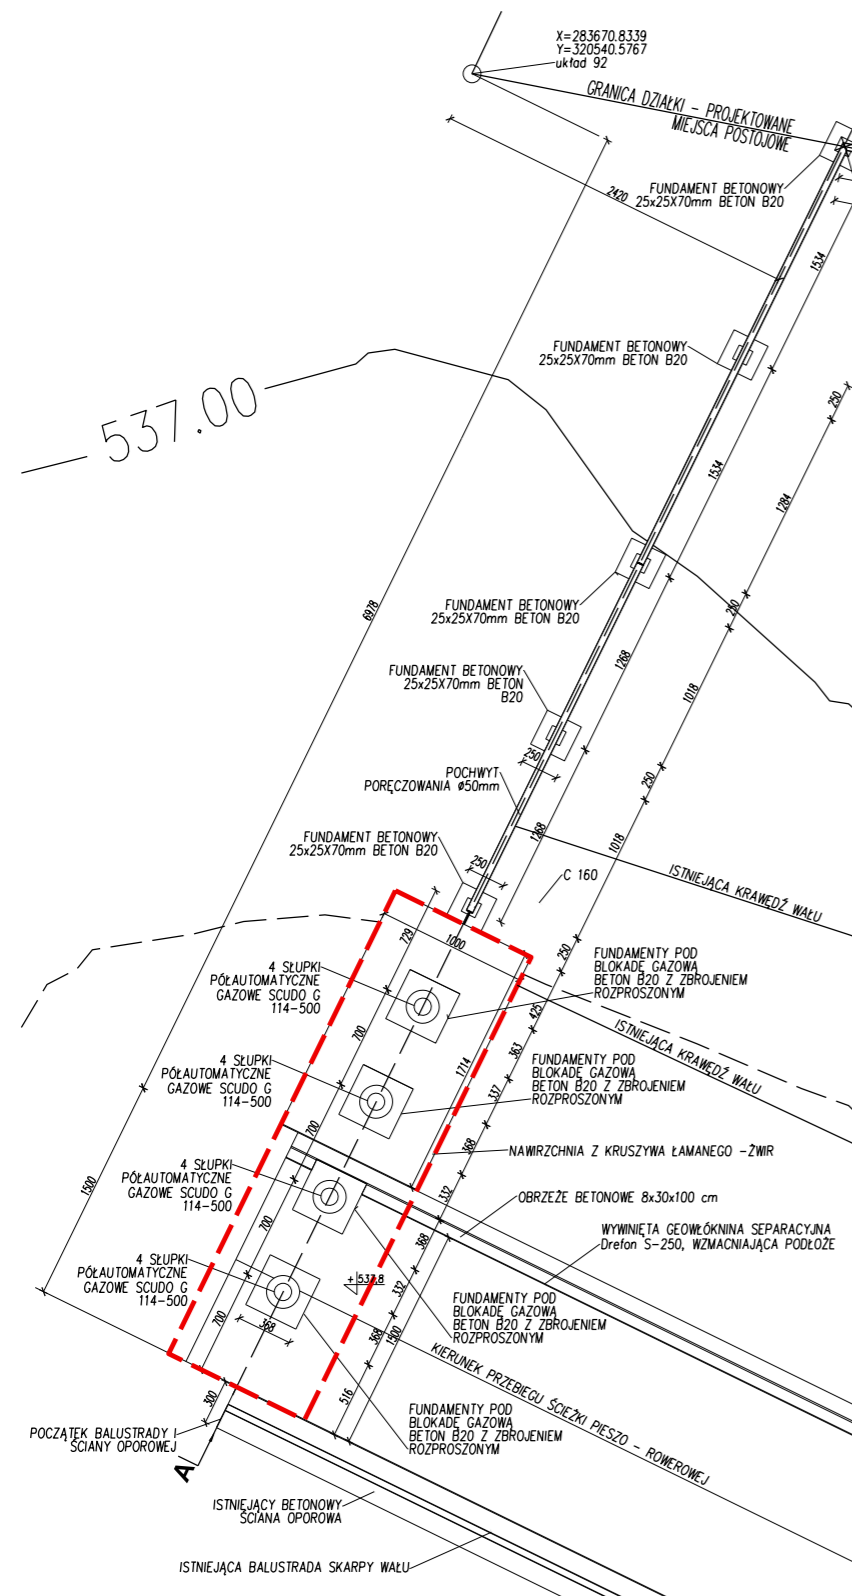 X=283670.8339
Y=320540.5767
układ 92
GRANICA DZIAŁKI - PROJEKTOWANE
MIEJSCA POSTOJOWE
FUNDAMENT BETONOWY
25x25X70mm BETON B20
2420
1534
FUNDAMENT BETONOWY
25x25X70mm BETON B20
250
537.00
1534
1284
6978
FUNDAMENT BETONOWY
25x25X70mm BETON B20
250
1268
FUNDAMENT BETONOWY
25x25X70mm BETON
B20
1018
250
POCHWYT
PORĘCZOWANIA ø50mm
250
1268
1018
FUNDAMENT BETONOWY
25x25X70mm BETON B20
250
C 160
ISTNIEJĄCA KRAWĘDŹ WAŁU
729
1000
250
4 SŁUPKI
PÓŁAUTOMATYCZNE
GAZOWE SCUDO G
114-500
FUNDAMENTY POD
BLOKADĘ GAZOWĄ
BETON B20 Z ZBROJENIEM
ROZPROSZONYM
425
ISTNIEJĄCA KRAWĘDŹ WAŁU
700
363
4 SŁUPKI
PÓŁAUTOMATYCZNE
GAZOWE SCUDO G
114-500
1714
FUNDAMENTY POD
BLOKADĘ GAZOWĄ
BETON B20 Z ZBROJENIEM
ROZPROSZONYM
337
700
368
NAWIRZCHNIA Z KRUSZYWA ŁAMANEGO -ŻWIR
4 SŁUPKI
PÓŁAUTOMATYCZNE
GAZOWE SCUDO G
114-500
1500
332
OBRZEŻE BETONOWE 8x30x100 cm
700
368
WYWINIĘTA GEOWŁÓKNINA SEPARACYJNA
Drefon S-250, WZMACNIAJĄCA PODŁOŻE
4 SŁUPKI
PÓŁAUTOMATYCZNE
GAZOWE SCUDO G
114-500
+537,8
332
FUNDAMENTY POD
BLOKADĘ GAZOWĄ
BETON B20 Z ZBROJENIEM
ROZPROSZONYM
700
368
368
1500
KIERUNEK PRZEBIEGU ŚCIEŻKI PIESZO - ROWEROWEJ
300
516
FUNDAMENTY POD
BLOKADĘ GAZOWĄ
BETON B20 Z ZBROJENIEM
ROZPROSZONYM
POCZĄTEK BALUSTRADY I
ŚCIANY OPOROWEJ
A
ISTNIEJĄCY BETONOWY
ŚCIANA OPOROWA
ISTNIEJĄCA BALUSTRADA SKARPY WAŁU